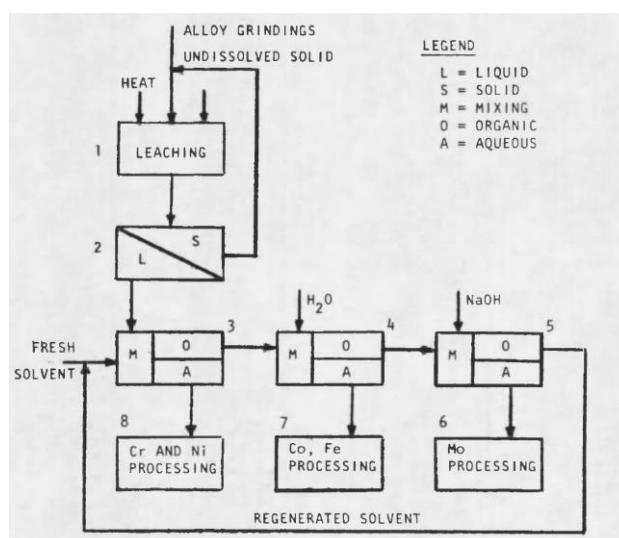 ALLOY GRINDINGS
UNDISSOLVED SOLID
HEAT
LEGEND
L = LIQUID
S = SOLID
M = MIXING
O = ORGANIC
A = AQUEOUS
1
LEACHING
2
S
L
H2O
NaOH
FRESH
SOLVENT
M
O
A
3
M
O
A
4
M
O
A
5
8
Cr AND Ni
PROCESSING
7
Co, Fe
PROCESSING
6
Mo
PROCESSING
REGENERATED SOLVENT